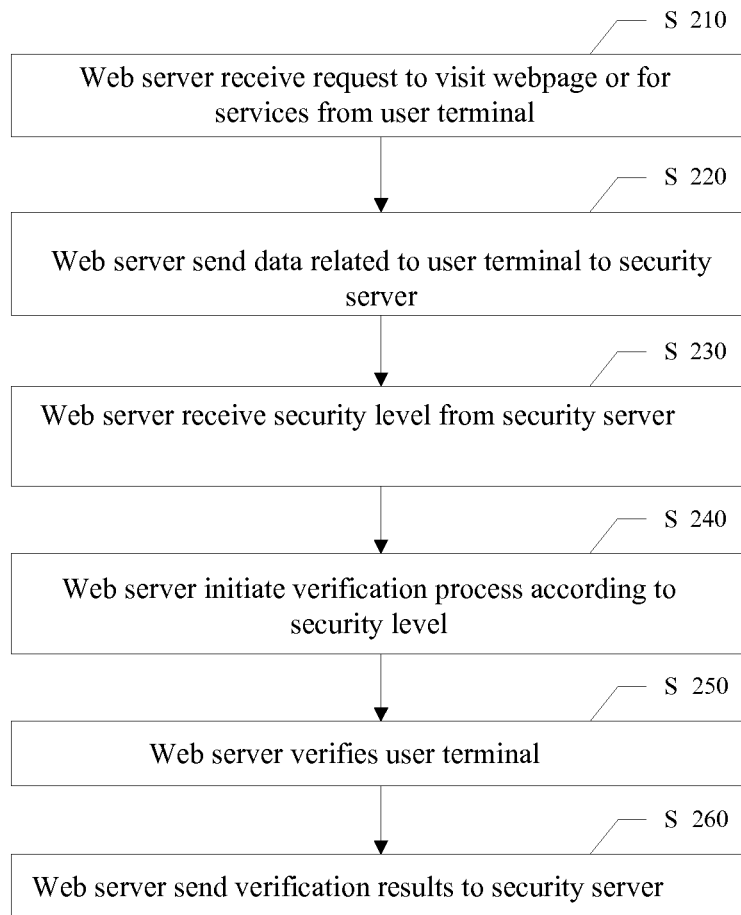 S 210
Web server receive request to visit webpage or for
services from user terminal
S 220
Web server send data related to user terminal to security
server
S 230
Web server receive security level from security server
S 240
Web server initiate verification process according to
security level
S 250
Web server verifies user terminal
S 260
Web server send verification results to security server